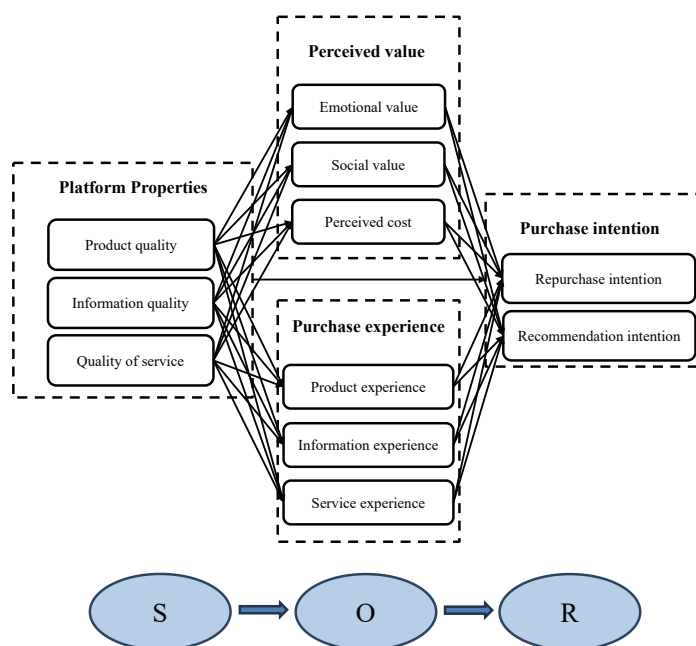 Perceived value
Emotional value
Social value
Perceived cost
Platform Properties
Product quality
Information quality
Quality of service
Purchase experience
Product experience
Information experience
Service experience
Purchase intention
Repurchase intention
Recommendation intention
S
O
R